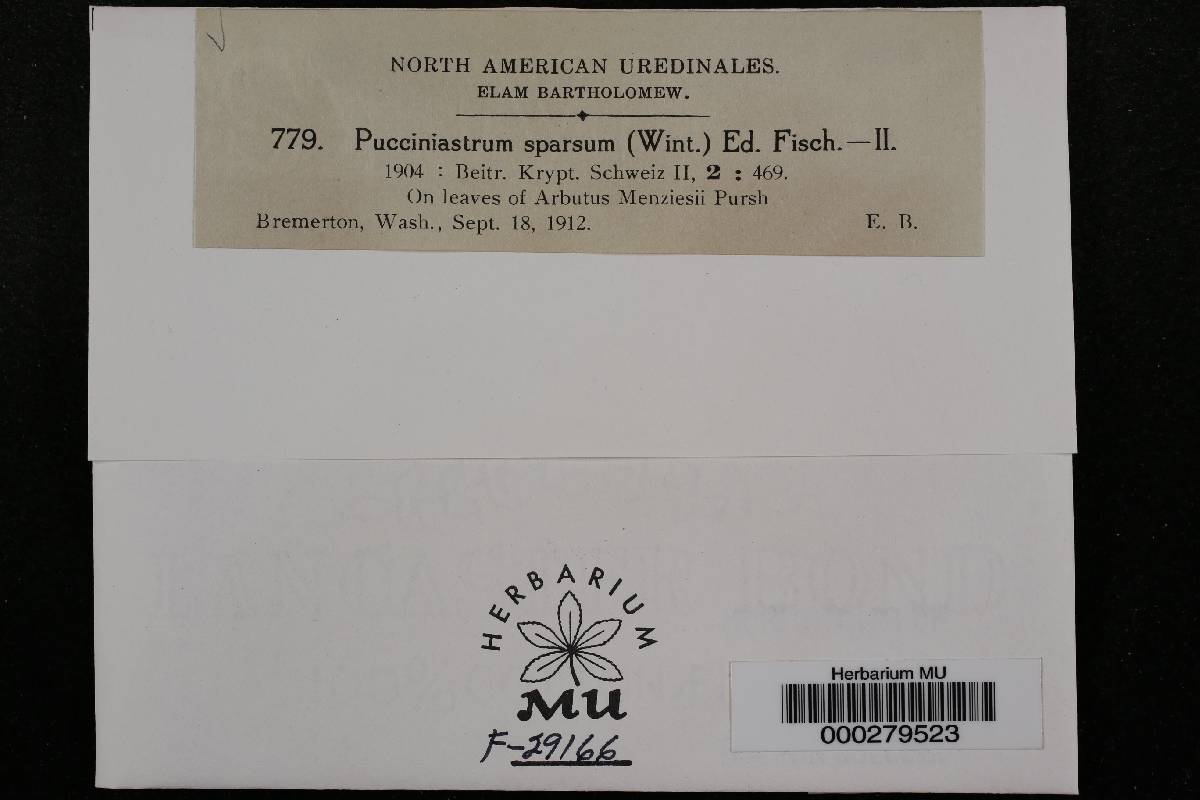 NORTH AMERICAN UREDINALES.
ELAM BARTHOLOMEW.
779. Pucciniastrum sparsum (Wint.) Ed. Fisch.—II.
1904 : Beitr. Krypt. Schweiz II, 2 : 469.
On leaves of Arbutus Menziesii Pursh
Bremerton, Wash., Sept. 18, 1912. E. B.
HERBARIUM
MU
F-29166
Herbarium MU
000279523